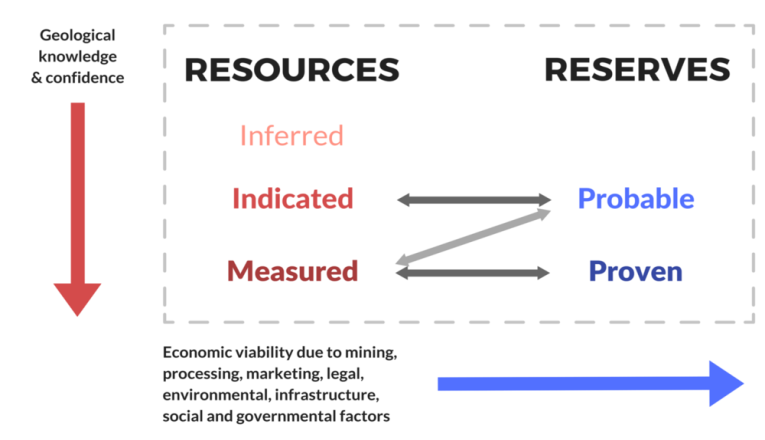 Geological
knowledge
& confidence
RESOURCES
RESERVES
Inferred
Indicated
Probable
Measured
Proven
Economic viability due to mining,
processing, marketing, legal,
environmental, infrastructure,
social and governmental factors